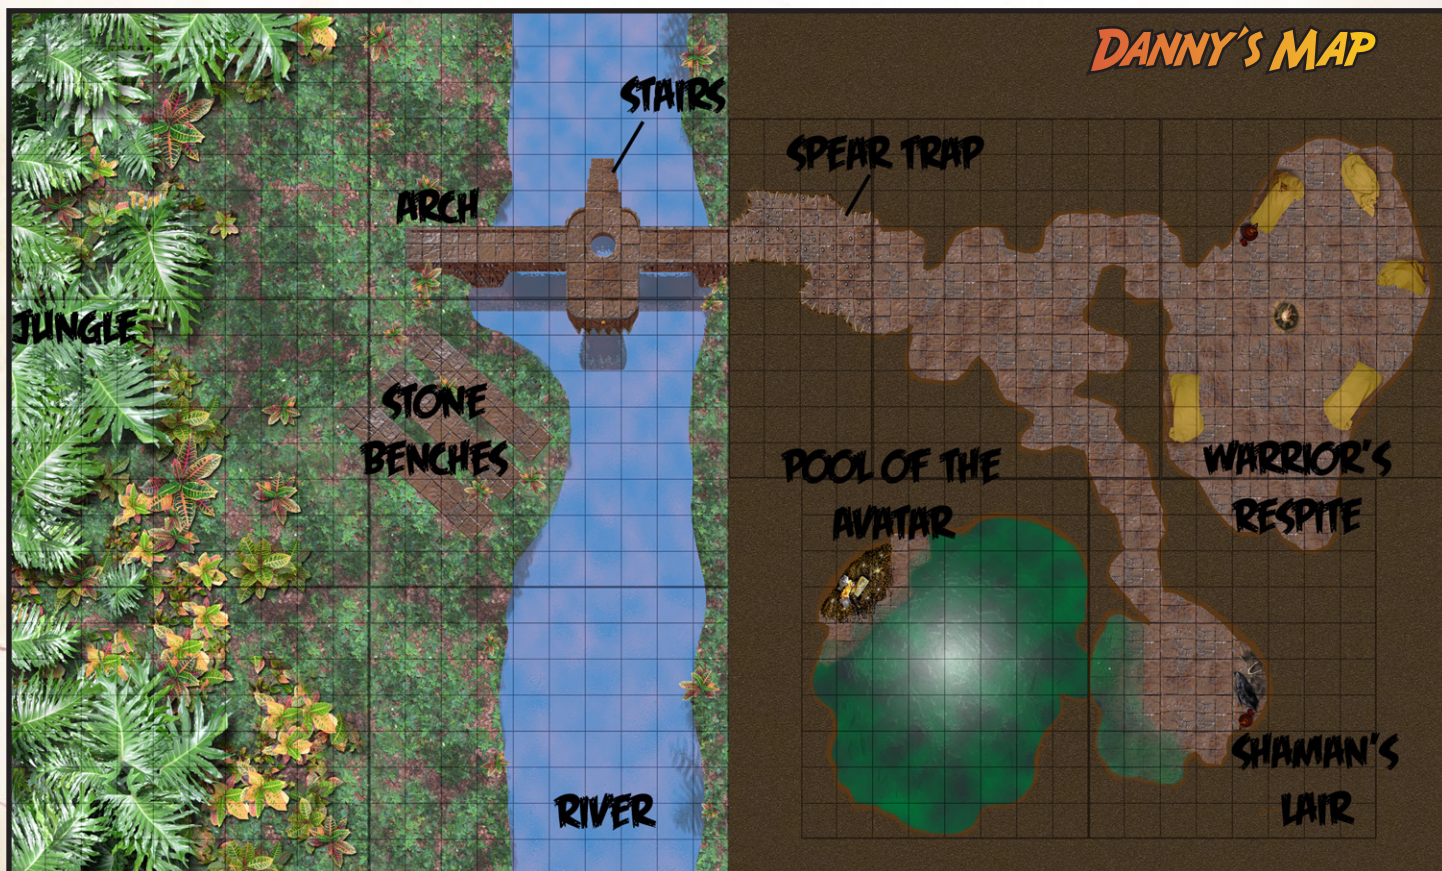 DANNY'S MAP
STAIRS
SPEAR TRAP
ARCH
JUNGLE
STONE
BENCHES
POOL OF THE
AVATAR
WARRIOR'S
RESPITE
SHAMAN'S
LAIR
RIVER